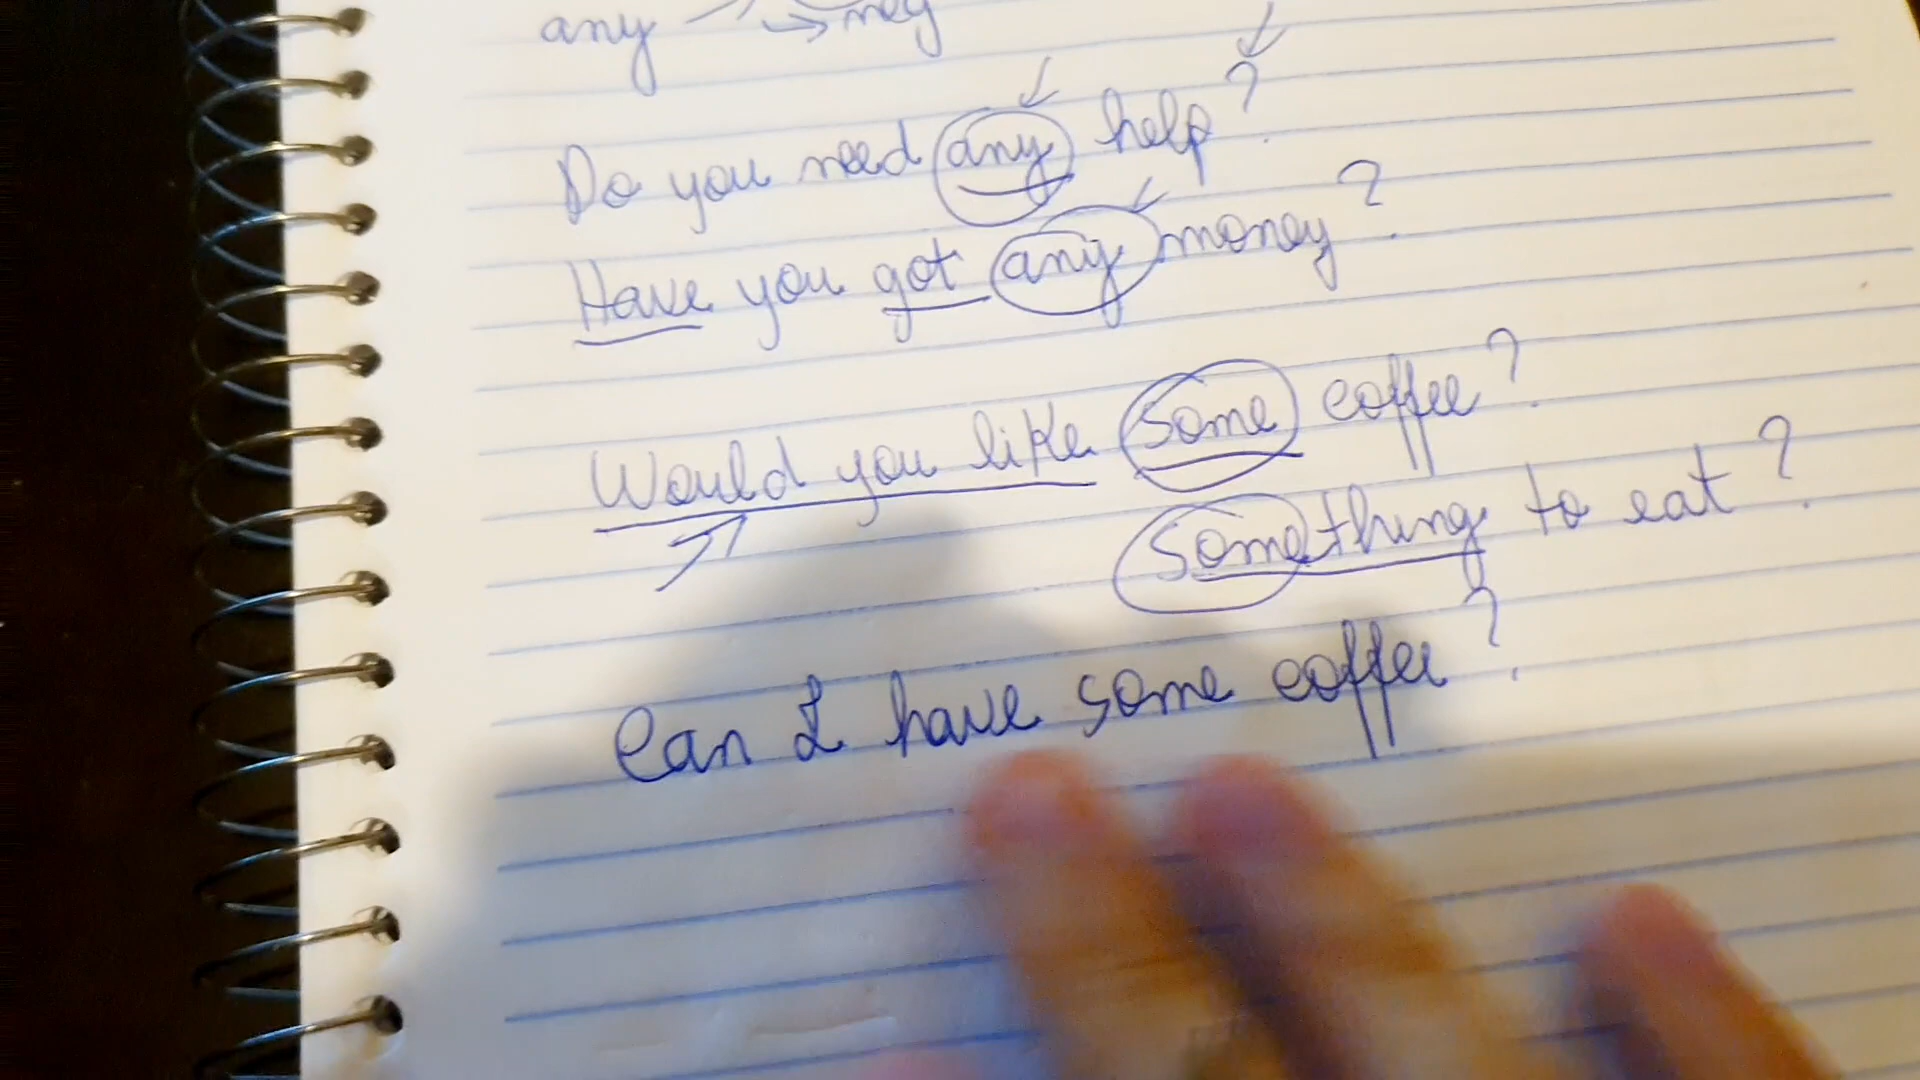 any → neg
Do you need any help?
Have you got any money?
Would you like some coffee?
something to eat?
Can I have some coffee?